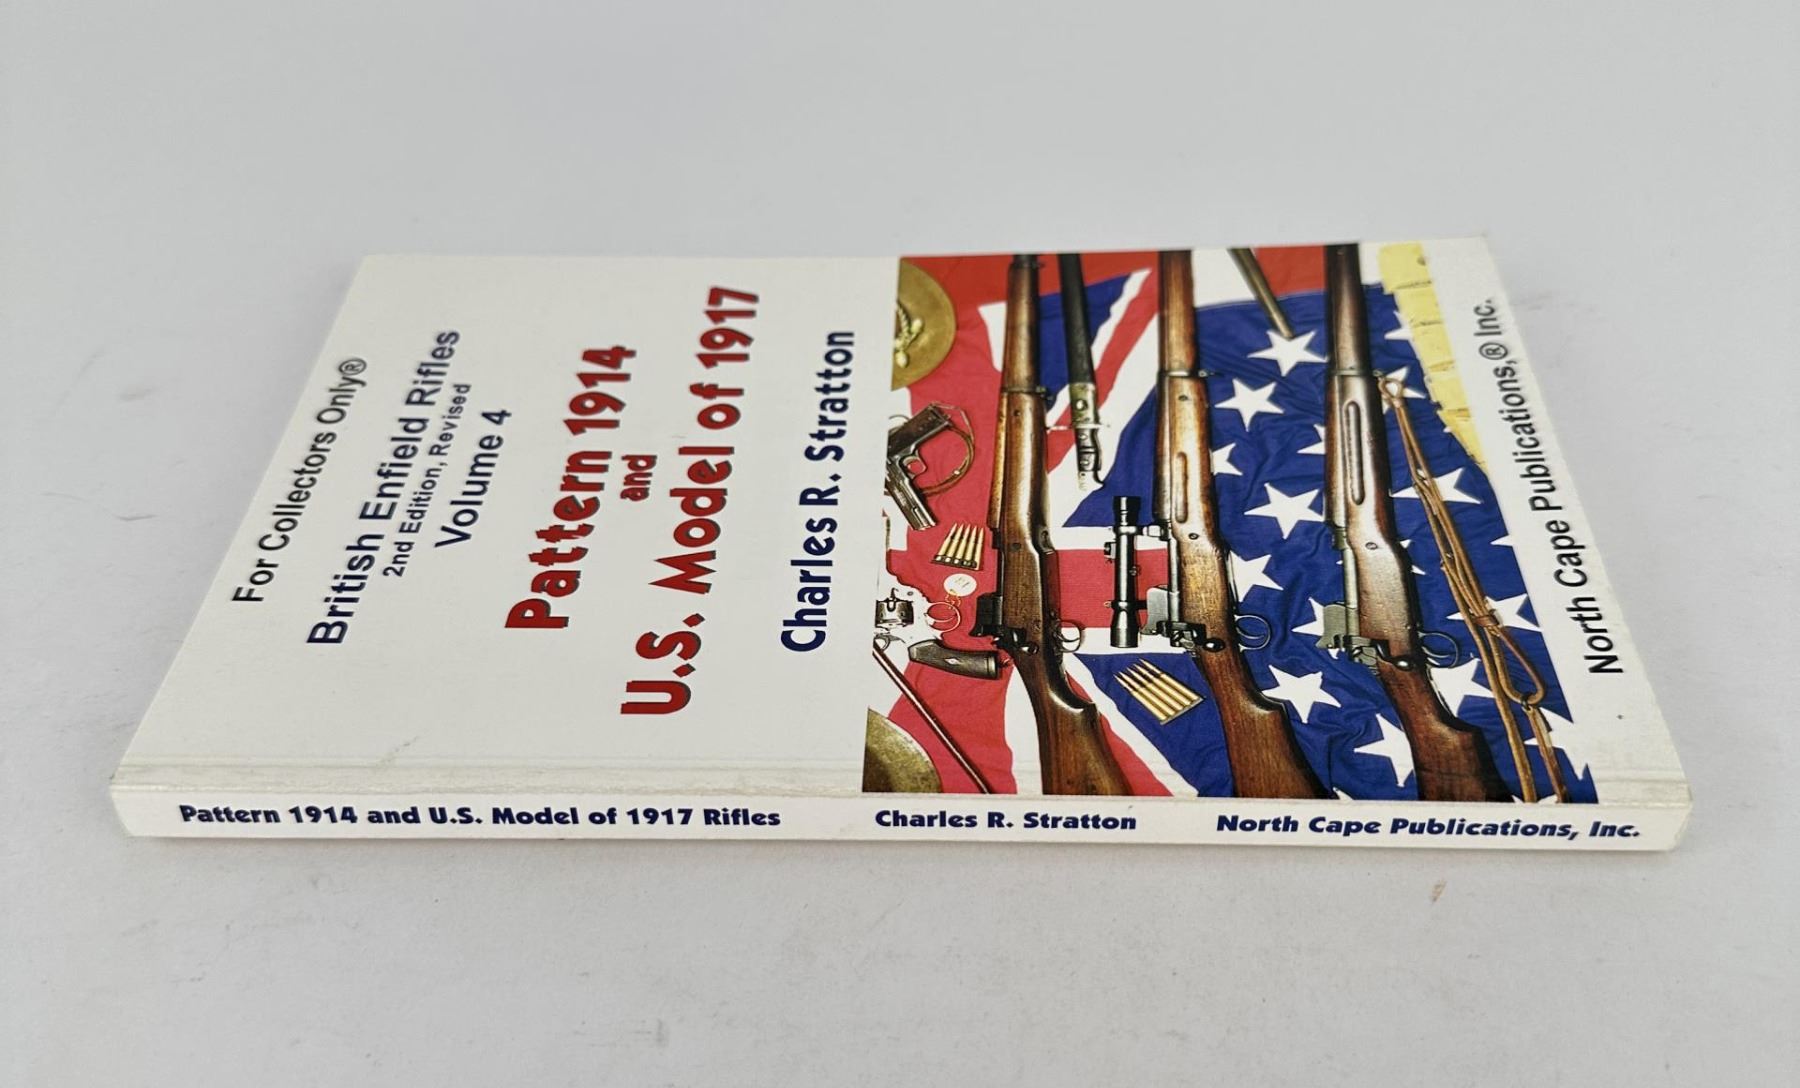 For Collectors Only®
British Enfield Rifles
2nd Edition, Revised
Volume 4
Pattern 1914
and
U.S. Model of 1917
Charles R. Stratton
North Cape Publications,® Inc.
Pattern 1914 and U.S. Model of 1917 Rifles Charles R. Stratton North Cape Publications, Inc.